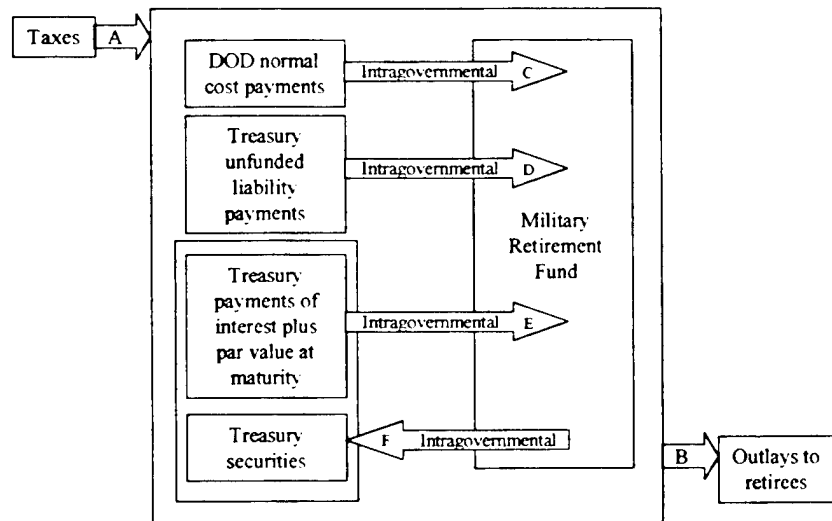 Taxes
A
DOD normal
cost payments
Intragovernmental
C
Treasury
unfunded
liability
payments
Intragovernmental
D
Military
Retirement
Fund
Treasury
payments of
interest plus
par value at
maturity
Intragovernmental
E
Treasury
securities
F
Intragovernmental
B
Outlays to
retirees